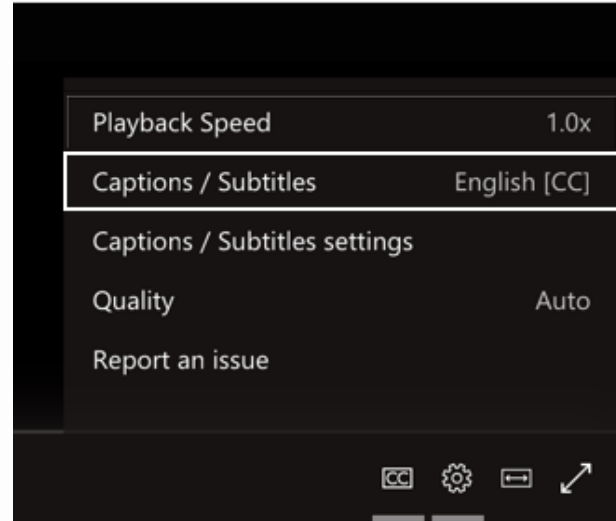 Playback Speed 1.0x
Captions / Subtitles English [CC]
Captions / Subtitles settings
Quality Auto
Report an issue
CC